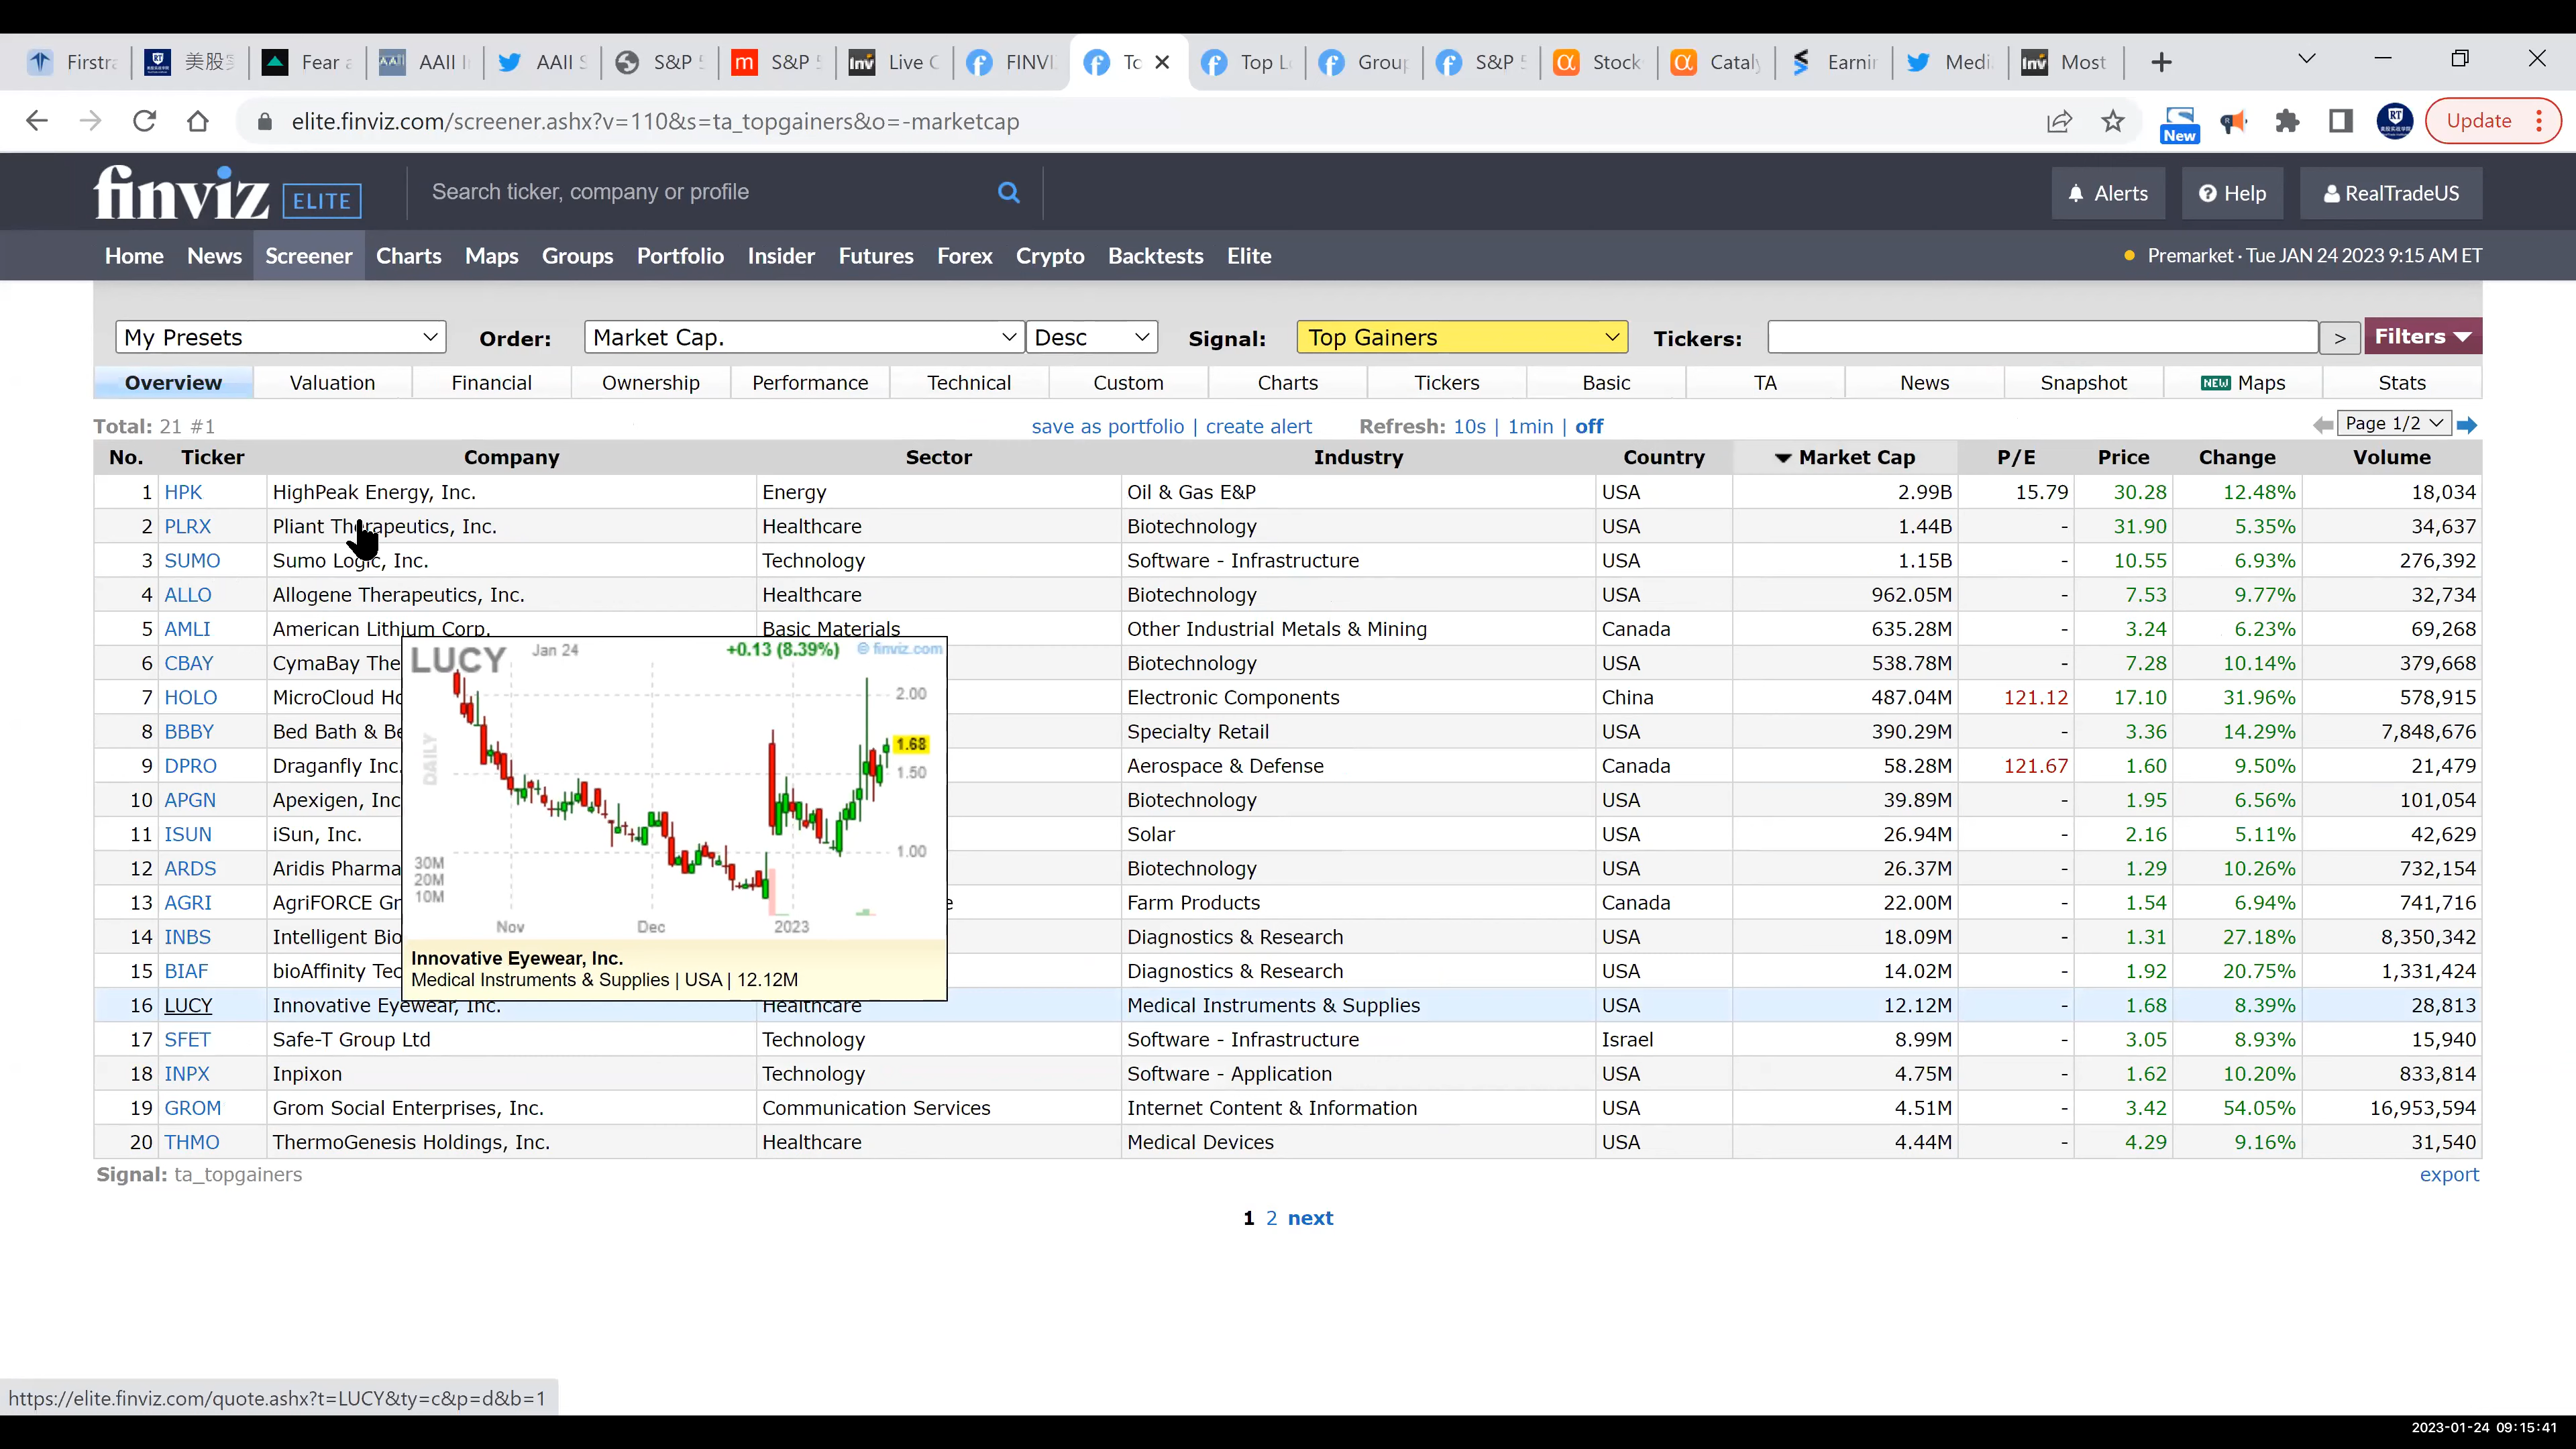 Firstra 美股 Fear a AAII I AAII S S&P 5 S&P 5 Live C FINVI To Top L Group S&P 5 Stock Cataly Earnin Medi Most
elite.finviz.com/screener.ashx?v=110&s=ta_topgainers&o=-marketcap New RT Update
finviz ELITE Search ticker, company or profile Alerts Help RealTradeUS
Home News Screener Charts Maps Groups Portfolio Insider Futures Forex Crypto Backtests Elite Premarket · Tue JAN 24 2023 9:15 AM ET
My Presets Order: Market Cap. Desc Signal: Top Gainers Tickers: > Filters
Overview Valuation Financial Ownership Performance Technical Custom Charts Tickers Basic TA News Snapshot NEW Maps Stats
Total: 21 #1 save as portfolio | create alert Refresh: 10s | 1min | off Page 1/2
No. Ticker Company Sector Industry Country Market Cap P/E Price Change Volume
1 HPK HighPeak Energy, Inc. Energy Oil & Gas E&P USA 2.99B 15.79 30.28 12.48% 18,034
2 PLRX Pliant Therapeutics, Inc. Healthcare Biotechnology USA 1.44B - 31.90 5.35% 34,637
3 SUMO Sumo Logic, Inc. Technology Software - Infrastructure USA 1.15B - 10.55 6.93% 276,392
4 ALLO Allogene Therapeutics, Inc. Healthcare Biotechnology USA 962.05M - 7.53 9.77% 32,734
5 AMLI American Lithium Corp. Basic Materials Other Industrial Metals & Mining Canada 635.28M - 3.24 6.23% 69,268
6 CBAY CymaBay The Biotechnology USA 538.78M - 7.28 10.14% 379,668
7 HOLO MicroCloud Ho Electronic Components China 487.04M 121.12 17.10 31.96% 578,915
8 BBBY Bed Bath & Be Specialty Retail USA 390.29M - 3.36 14.29% 7,848,676
9 DPRO Draganfly Inc. Aerospace & Defense Canada 58.28M 121.67 1.60 9.50% 21,479
10 APGN Apexigen, Inc Biotechnology USA 39.89M - 1.95 6.56% 101,054
11 ISUN iSun, Inc. Solar USA 26.94M - 2.16 5.11% 42,629
12 ARDS Aridis Pharma Biotechnology USA 26.37M - 1.29 10.26% 732,154
13 AGRI AgriFORCE Gr e Farm Products Canada 22.00M - 1.54 6.94% 741,716
14 INBS Intelligent Bio Diagnostics & Research USA 18.09M - 1.31 27.18% 8,350,342
15 BIAF bioAffinity Tec Diagnostics & Research USA 14.02M - 1.92 20.75% 1,331,424
16 LUCY Innovative Eyewear, Inc. Healthcare Medical Instruments & Supplies USA 12.12M - 1.68 8.39% 28,813
17 SFET Safe-T Group Ltd Technology Software - Infrastructure Israel 8.99M - 3.05 8.93% 15,940
18 INPX Inpixon Technology Software - Application USA 4.75M - 1.62 10.20% 833,814
19 GROM Grom Social Enterprises, Inc. Communication Services Internet Content & Information USA 4.51M - 3.42 54.05% 16,953,594
20 THMO ThermoGenesis Holdings, Inc. Healthcare Medical Devices USA 4.44M - 4.29 9.16% 31,540
LUCY Jan 24 +0.13 (8.39%) © finviz.com
DAILY
2.00
1.68
1.50
1.00
30M
20M
10M
Nov Dec 2023
Innovative Eyewear, Inc.
Medical Instruments & Supplies | USA | 12.12M
Signal: ta_topgainers export
1 2 next
https://elite.finviz.com/quote.ashx?t=LUCY&ty=c&p=d&b=1
2023-01-24 09:15:41